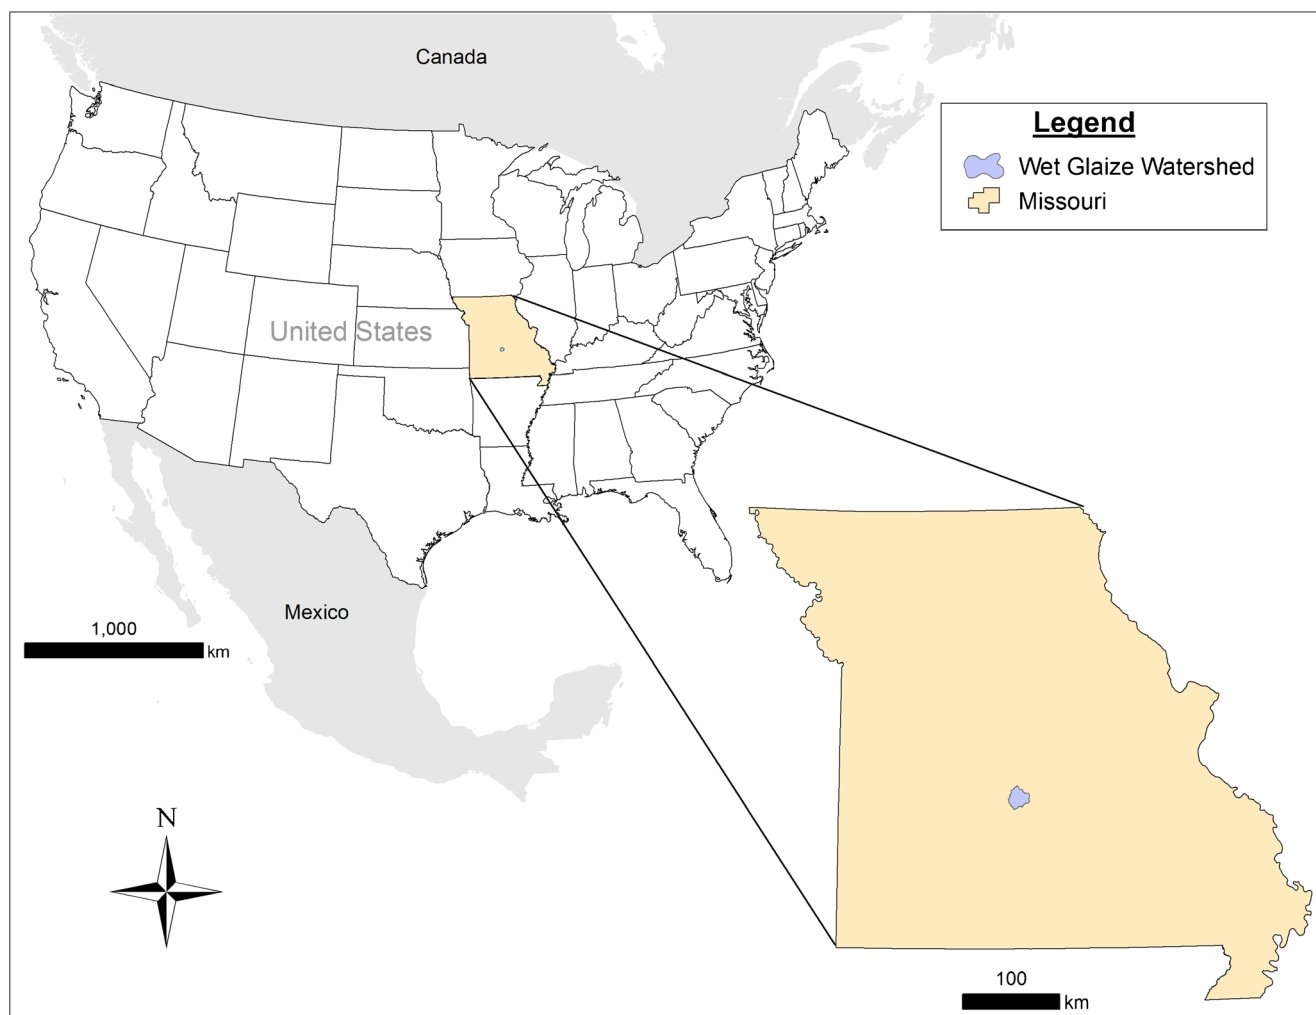 Canada
Legend
Wet Glaize Watershed
Missouri
United States
Mexico
1,000
km
N
100
km